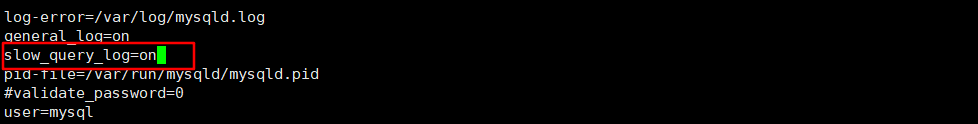 log-error=/var/log/mysqld.log
general_log=on
slow_query_log=on
pid-file=/var/run/mysqld/mysqld.pid
#validate_password=0
user=mysql